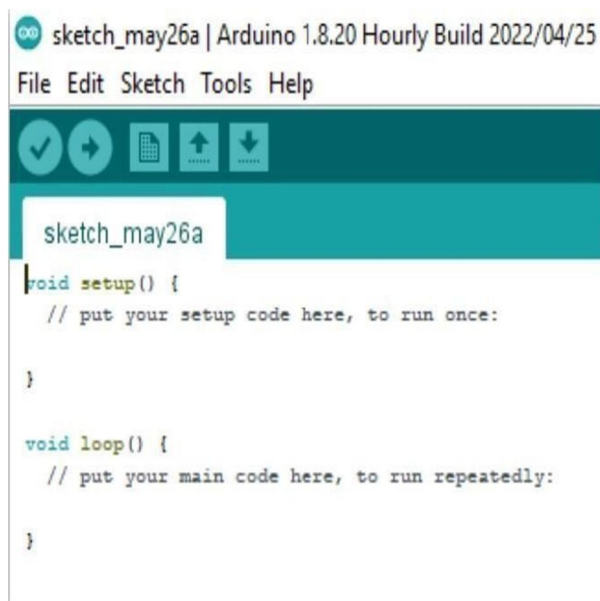 sketch_may26a | Arduino 1.8.20 Hourly Build 2022/04/25
File Edit Sketch Tools Help
sketch_may26a
void setup() {
// put your setup code here, to run once:
}
void loop() {
// put your main code here, to run repeatedly:
}